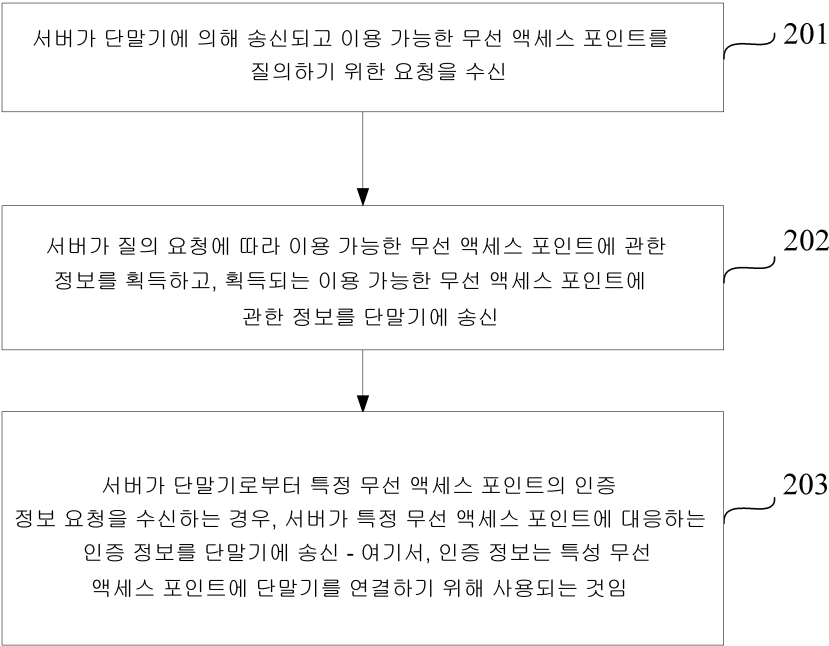 서버가 단말기에 의해 송신되고 이용 가능한 무선 액세스 포인트를
질의하기 위한 요청을 수신
201
서버가 질의 요청에 따라 이용 가능한 무선 액세스 포인트에 관한
정보를 획득하고, 획득되는 이용 가능한 무선 액세스 포인트에
관한 정보를 단말기에 송신
202
서버가 단말기로부터 특정 무선 액세스 포인트의 인증
정보 요청을 수신하는 경우, 서버가 특정 무선 액세스 포인트에 대응하는
인증 정보를 단말기에 송신 - 여기서, 인증 정보는 특성 무선
액세스 포인트에 단말기를 연결하기 위해 사용되는 것임
203